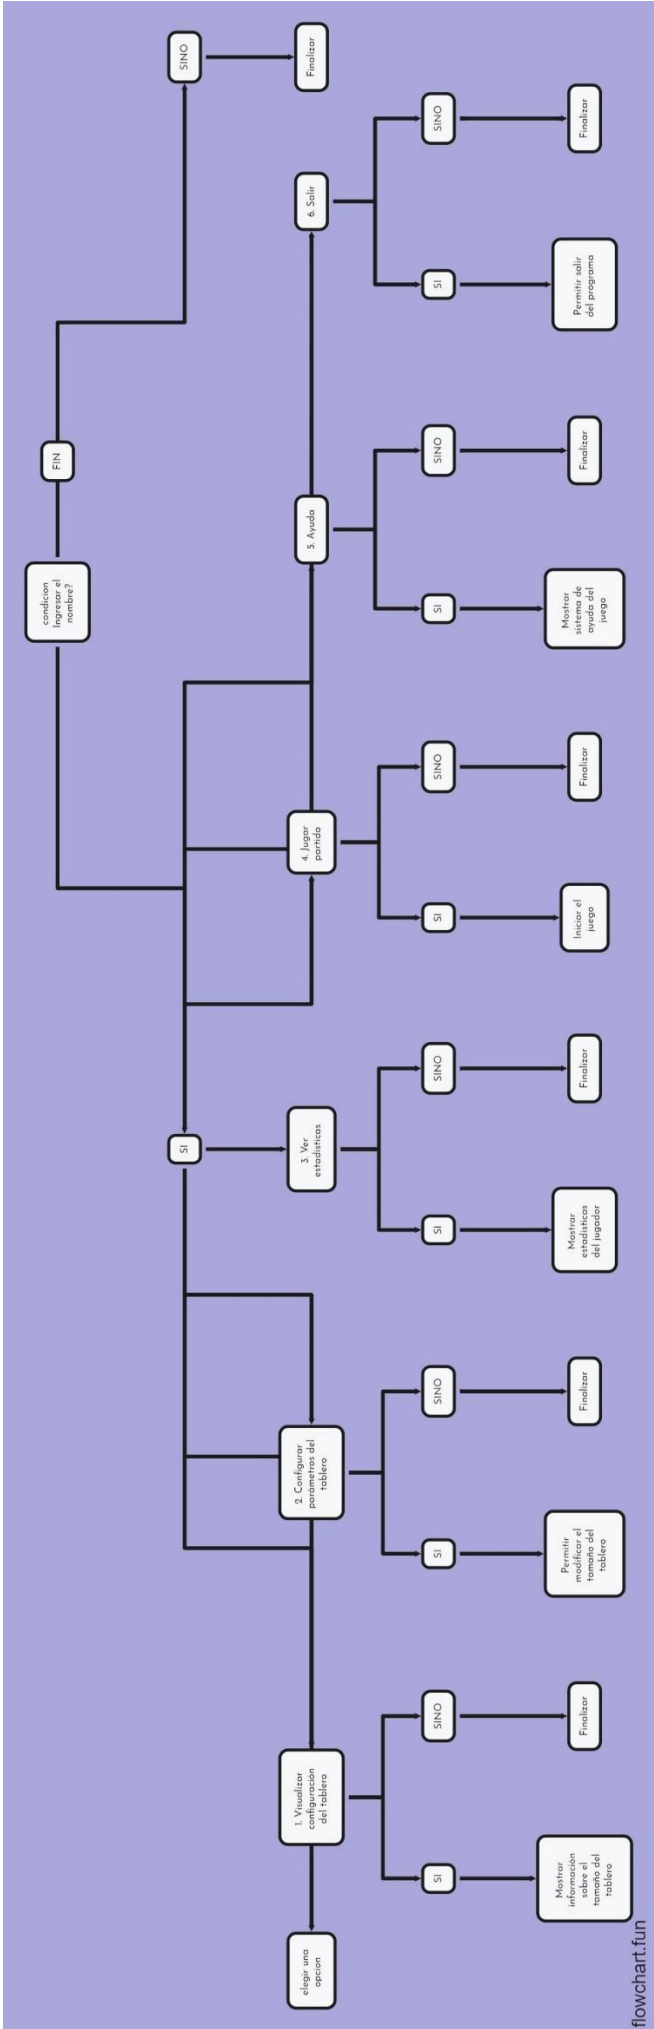 condicion
Ingresar el
nombre?
FIN
SI
SINO
elegir una
opcion
1. Visualizar
configuración
del tablero
2. Configurar
parámetros del
tablero
3. Ver
estadisticas
4. Jugar
partida
5. Ayuda
6. Salir
Finalizar
SI
SINO
SI
SINO
SI
SINO
SI
SINO
SI
SINO
SI
SINO
Mostrar
información
sobre el
tamaño del
tablero
Finalizar
Permitir
modificar el
tamaño del
tablero
Finalizar
Mostrar
estadisticas
del jugador
Finalizar
Iniciar el
juego
Finalizar
Mostrar
sistema de
ayuda del
juego
Finalizar
Permitir salir
del programa
Finalizar
flowchart.fun